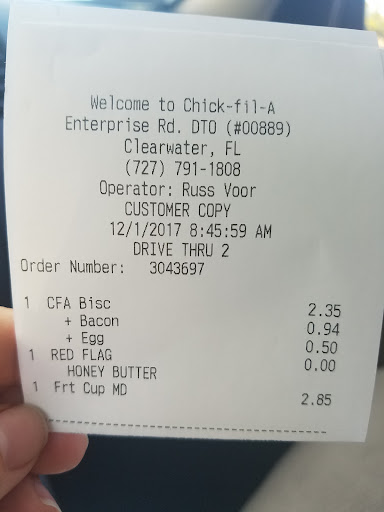 Welcome to Chick-fil-A
Enterprise Rd. DTO (#00889)
Clearwater, FL
(727) 791-1808
Operator: Russ Voor
CUSTOMER COPY
12/1/2017 8:45:59 AM
DRIVE THRU 2
Order Number: 3043697
1 CFA Bisc 2.35
+ Bacon 0.94
+ Egg 0.50
1 RED FLAG 0.00
HONEY BUTTER
1 Frt Cup MD 2.85